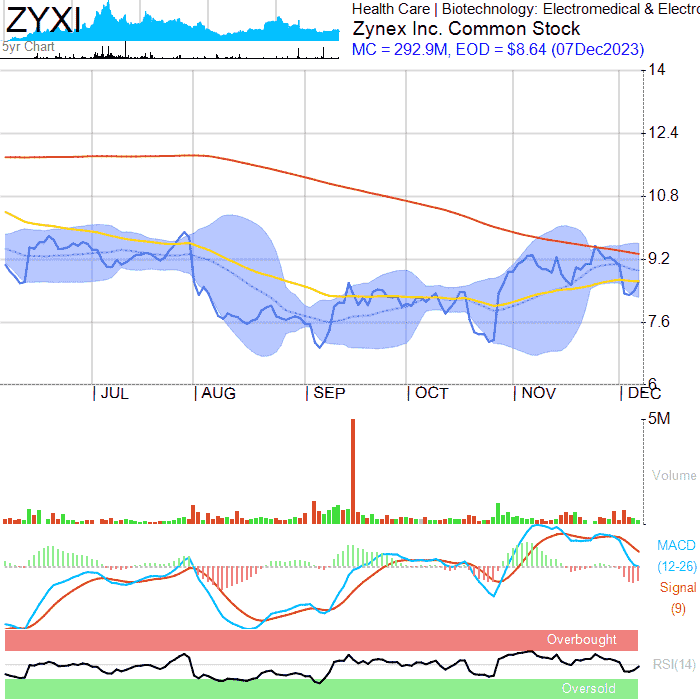 ZYXI
5yr Chart
Health Care | Biotechnology: Electromedical & Electro
Zynex Inc. Common Stock
MC = 292.9M, EOD = $8.64 (07Dec2023)
14
12.4
10.8
9.2
7.6
6
| JUL | AUG | SEP | OCT | NOV | DEC
5M
Volume
MACD
(12-26)
Signal
(9)
Overbought
RSI(14)
Oversold